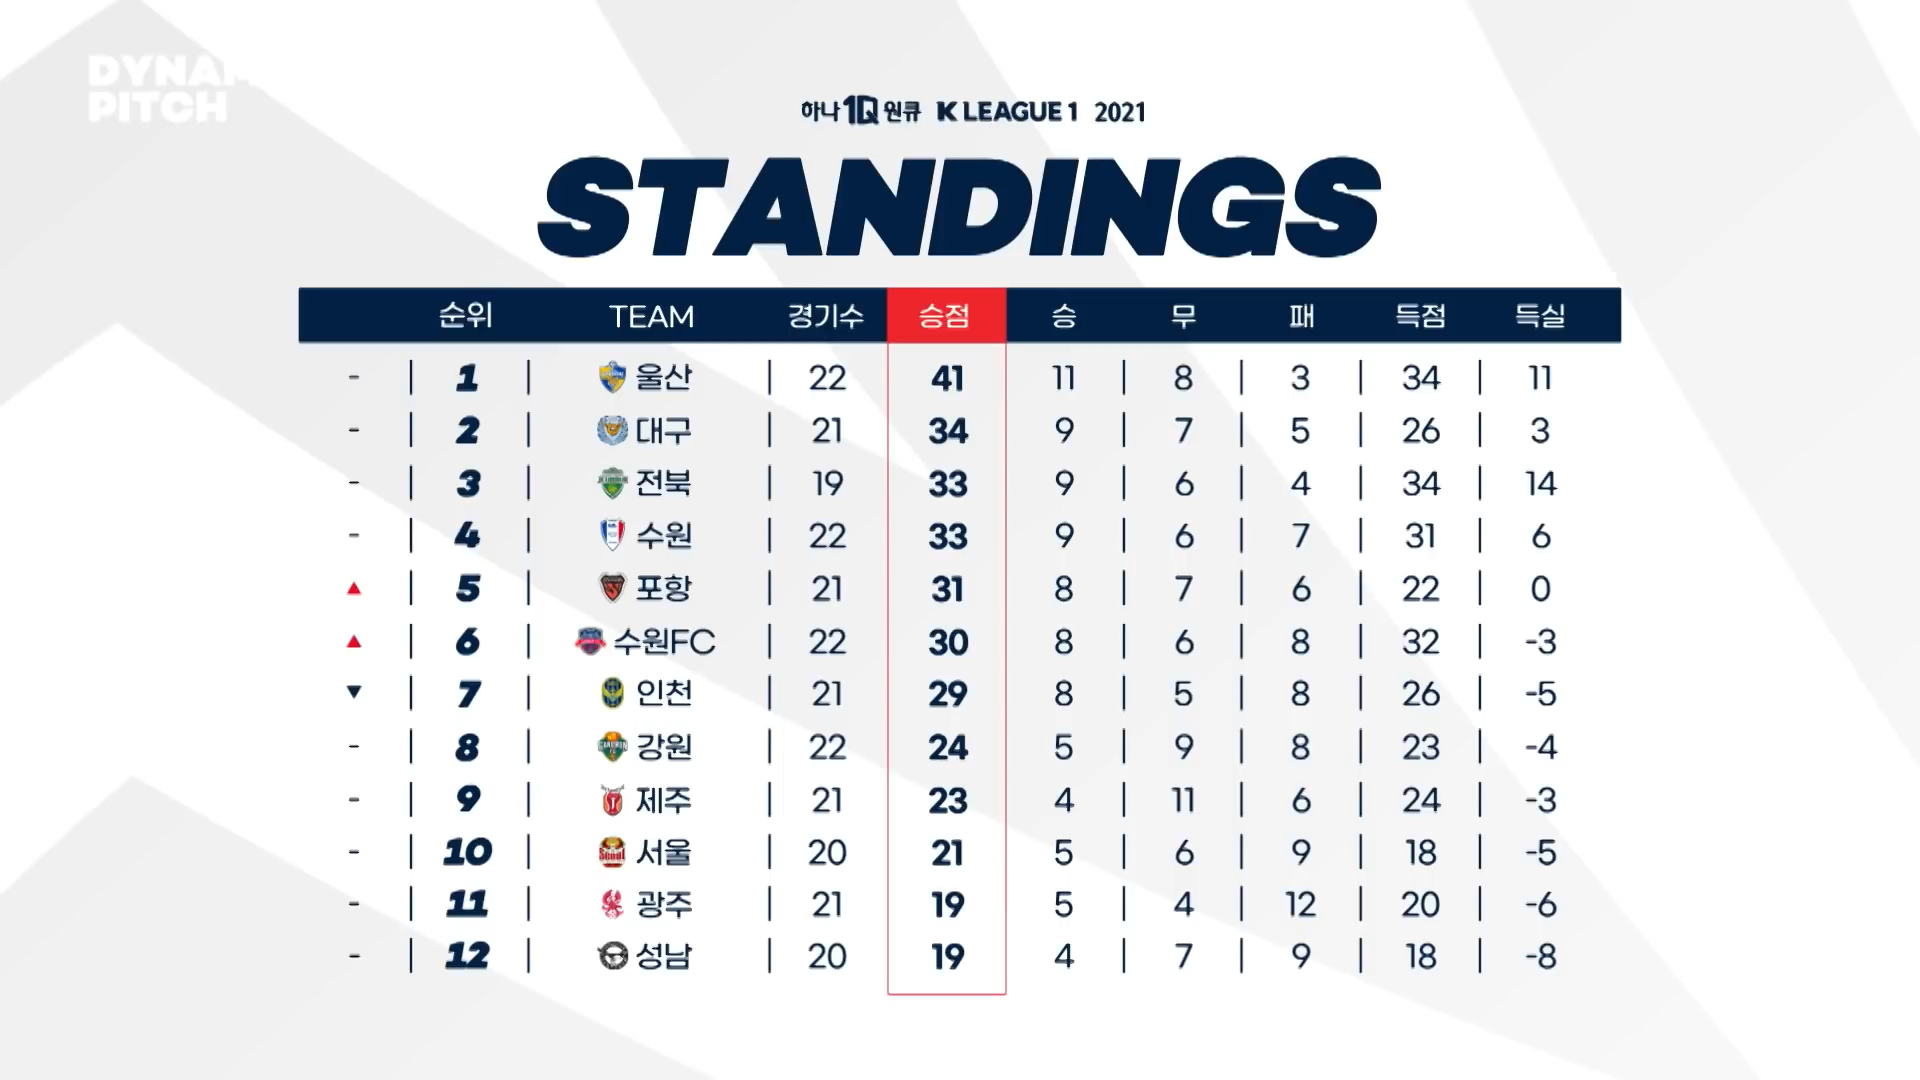 DYNAM
PITCH
하나1Q원큐 K LEAGUE 1 2021
STANDINGS
순위 TEAM 경기수 승점 승 무 패 득점 득실
- 1 울산 22 41 11 8 3 34 11
- 2 대구 21 34 9 7 5 26 3
- 3 전북 19 33 9 6 4 34 14
- 4 수원 22 33 9 6 7 31 6
▲ 5 포항 21 31 8 7 6 22 0
▲ 6 수원FC 22 30 8 6 8 32 -3
▼ 7 인천 21 29 8 5 8 26 -5
- 8 강원 22 24 5 9 8 23 -4
- 9 제주 21 23 4 11 6 24 -3
- 10 서울 20 21 5 6 9 18 -5
- 11 광주 21 19 5 4 12 20 -6
- 12 성남 20 19 4 7 9 18 -8